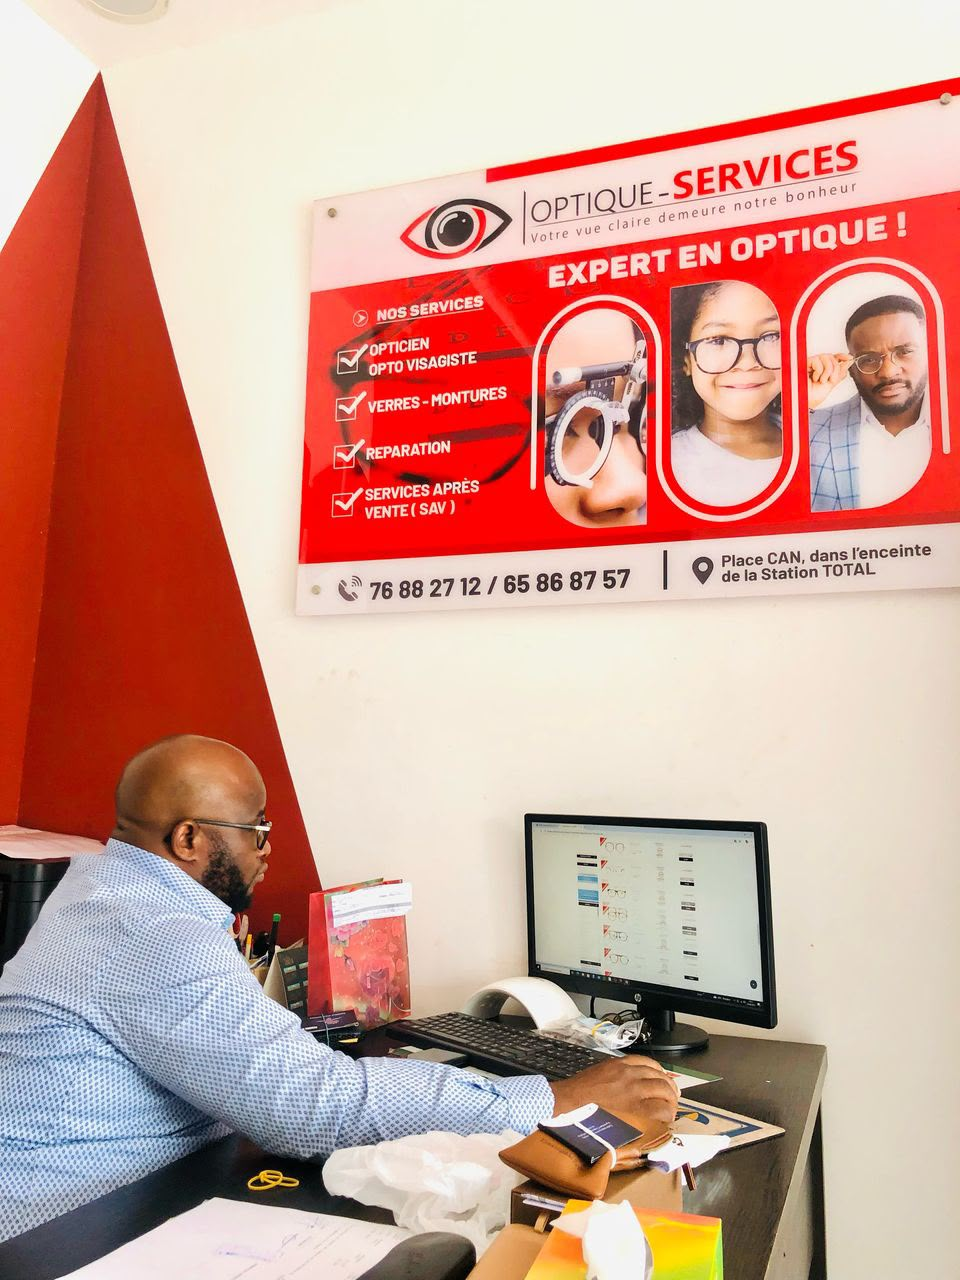 OPTIQUE-SERVICES
Votre vue claire demeure notre bonheur
EXPERT EN OPTIQUE !
NOS SERVICES
OPTICIEN
OPTO VISAGISTE
VERRES - MONTURES
REPARATION
SERVICES APRÈS
VENTE ( SAV )
76 88 27 12 / 65 86 87 57
Place CAN, dans l'enceinte
de la Station TOTAL
hp